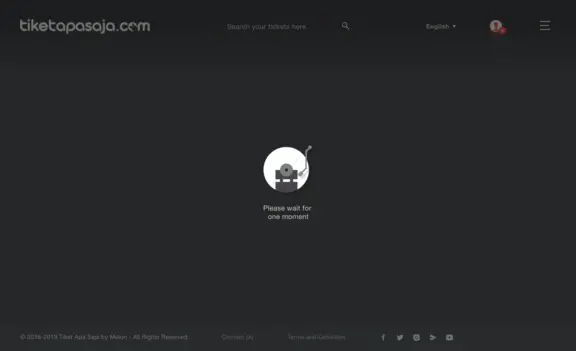 tiketapasaja.com
Search your tickets here
English
Please wait for
one moment
© 2016-2019 Tiket Apa Saja by Melon - All Rights Reserved.
Contact Us
Terms and Condition